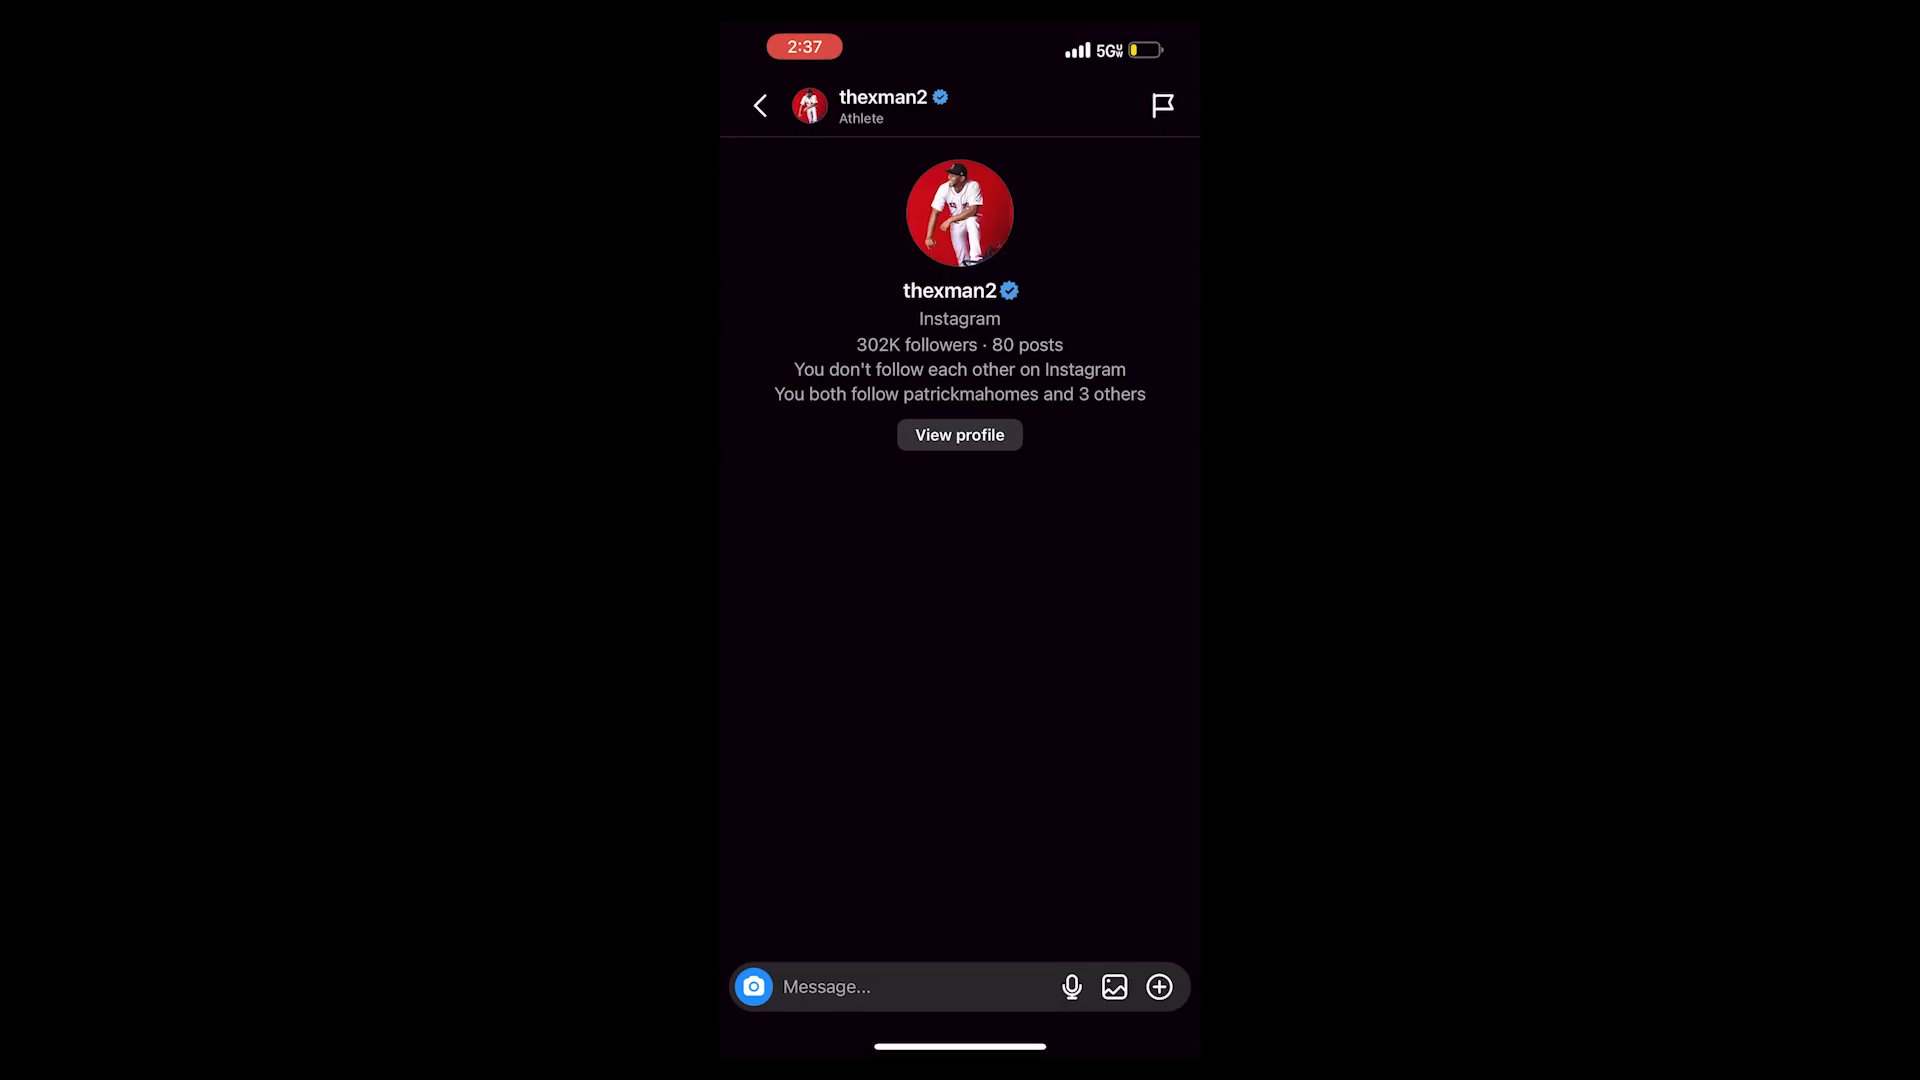 2:37
5GUW
thexman2
Athlete
thexman2
Instagram
302K followers · 80 posts
You don't follow each other on Instagram
You both follow patrickmahomes and 3 others
View profile
Message...